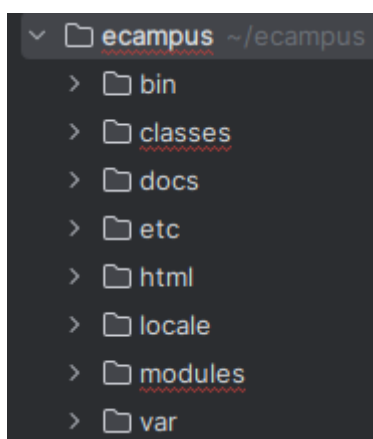 ecampus ~/ecampus
bin
classes
docs
etc
html
locale
modules
var